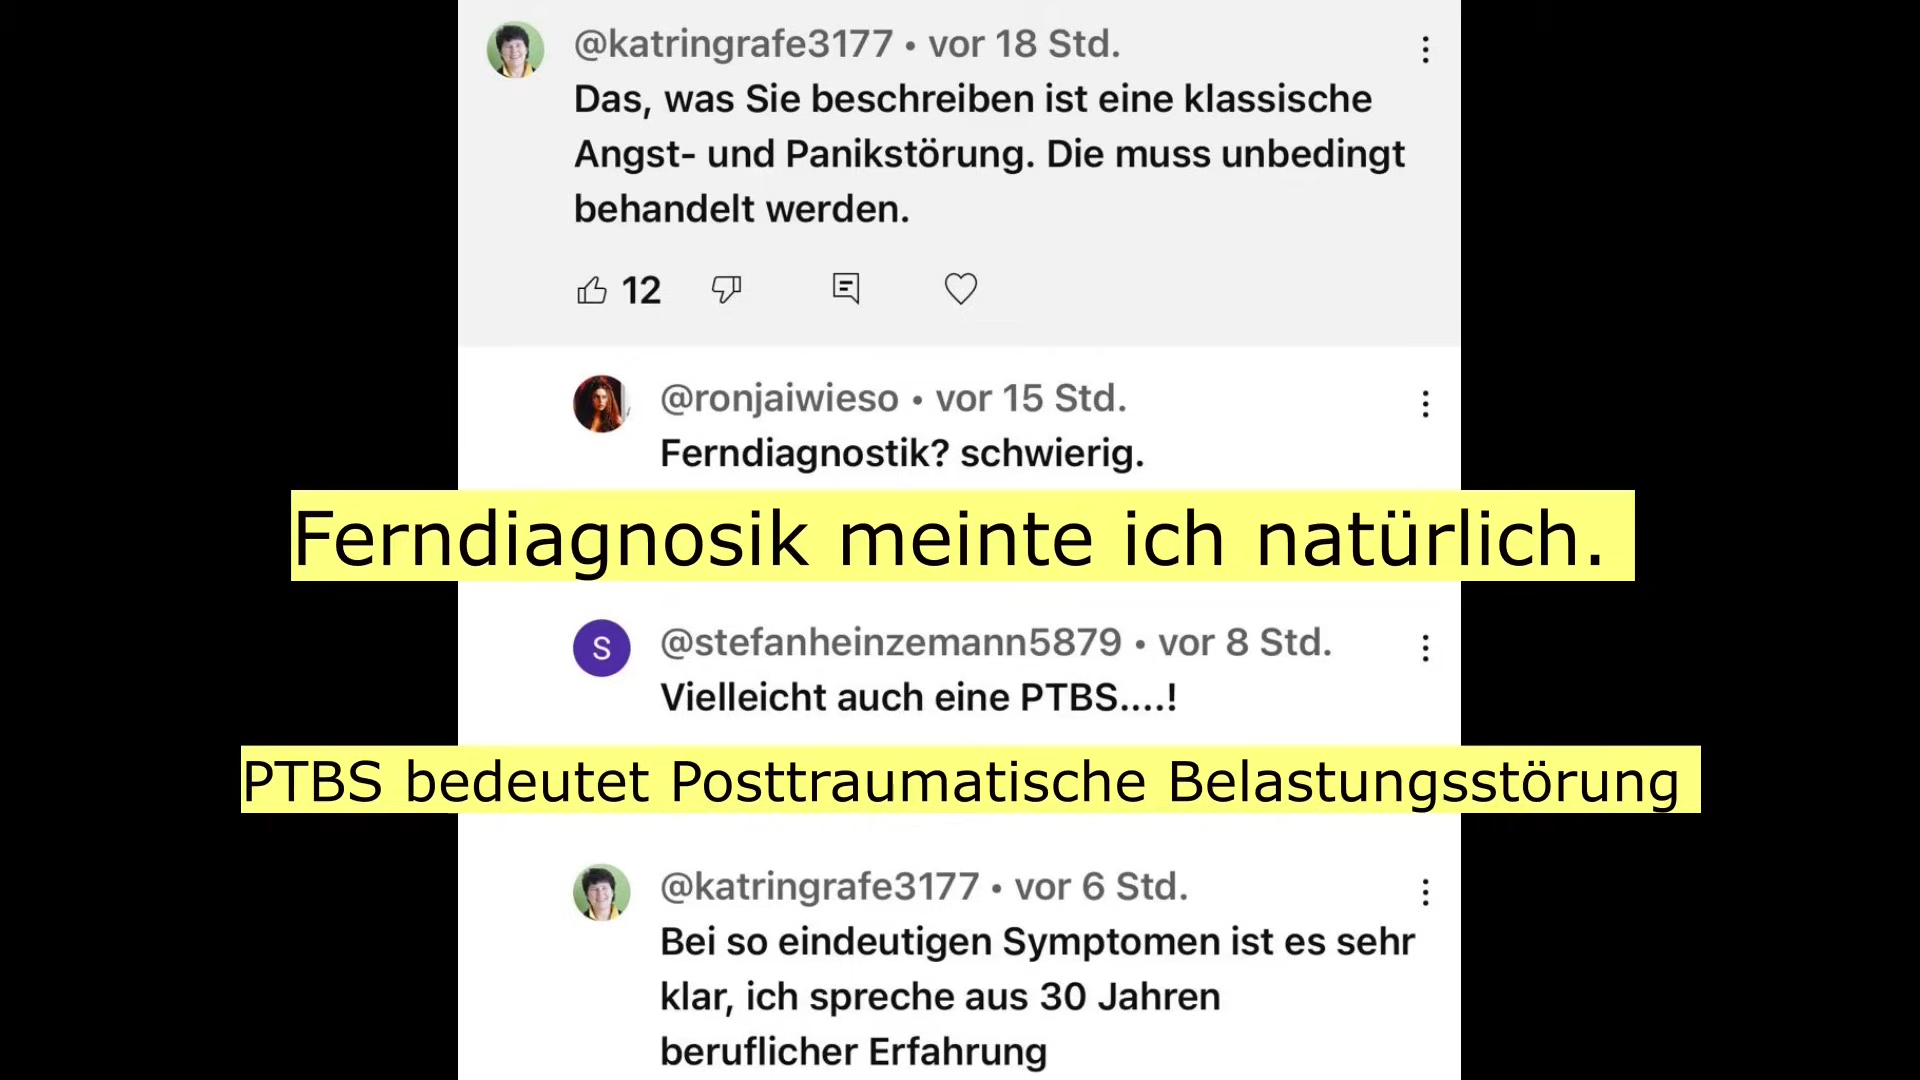 @katringrafe3177 • vor 18 Std.
Das, was Sie beschreiben ist eine klassische
Angst- und Panikstörung. Die muss unbedingt
behandelt werden.
12
@ronjaiwieso • vor 15 Std.
Ferndiagnostik? schwierig.
Ferndiagnosik meinte ich natürlich.
S
@stefanheinzemann5879 • vor 8 Std.
Vielleicht auch eine PTBS....!
PTBS bedeutet Posttraumatische Belastungsstörung
@katringrafe3177 • vor 6 Std.
Bei so eindeutigen Symptomen ist es sehr
klar, ich spreche aus 30 Jahren
beruflicher Erfahrung